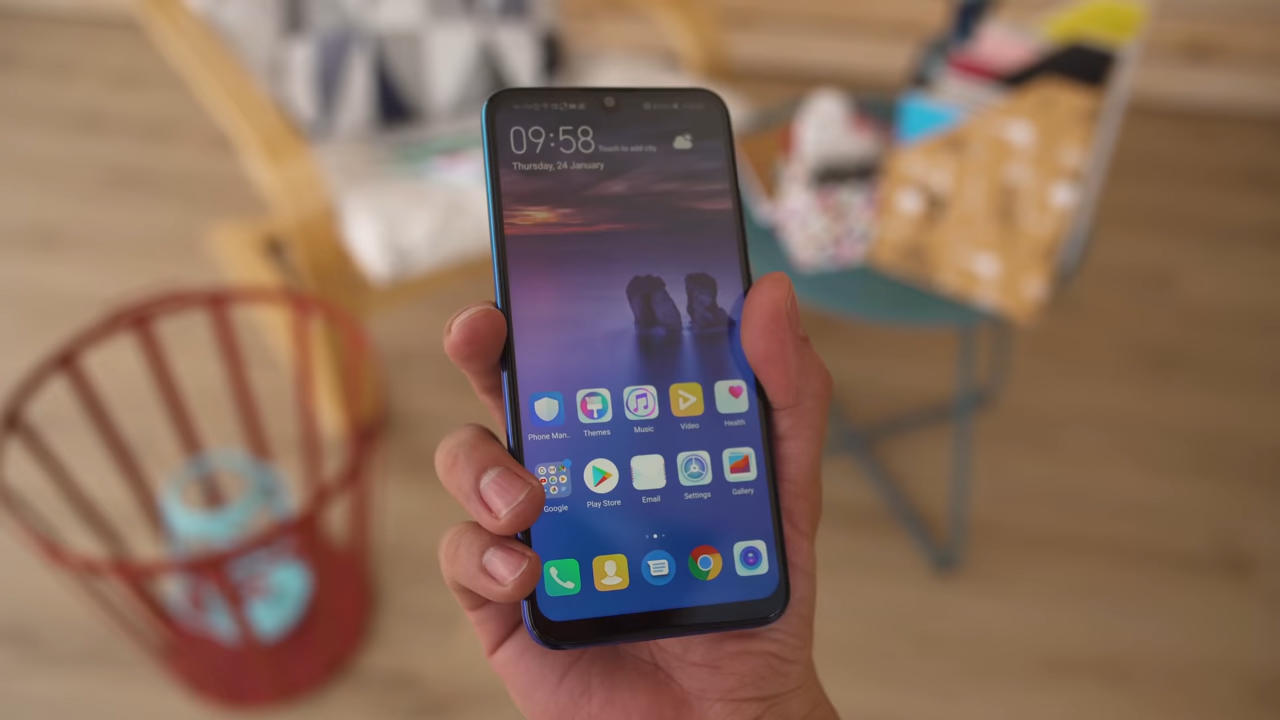 09:58 Touch to add city
Thursday, 24 January
Phone Man.. Themes Music Video Health
Google Play Store Email Settings Gallery